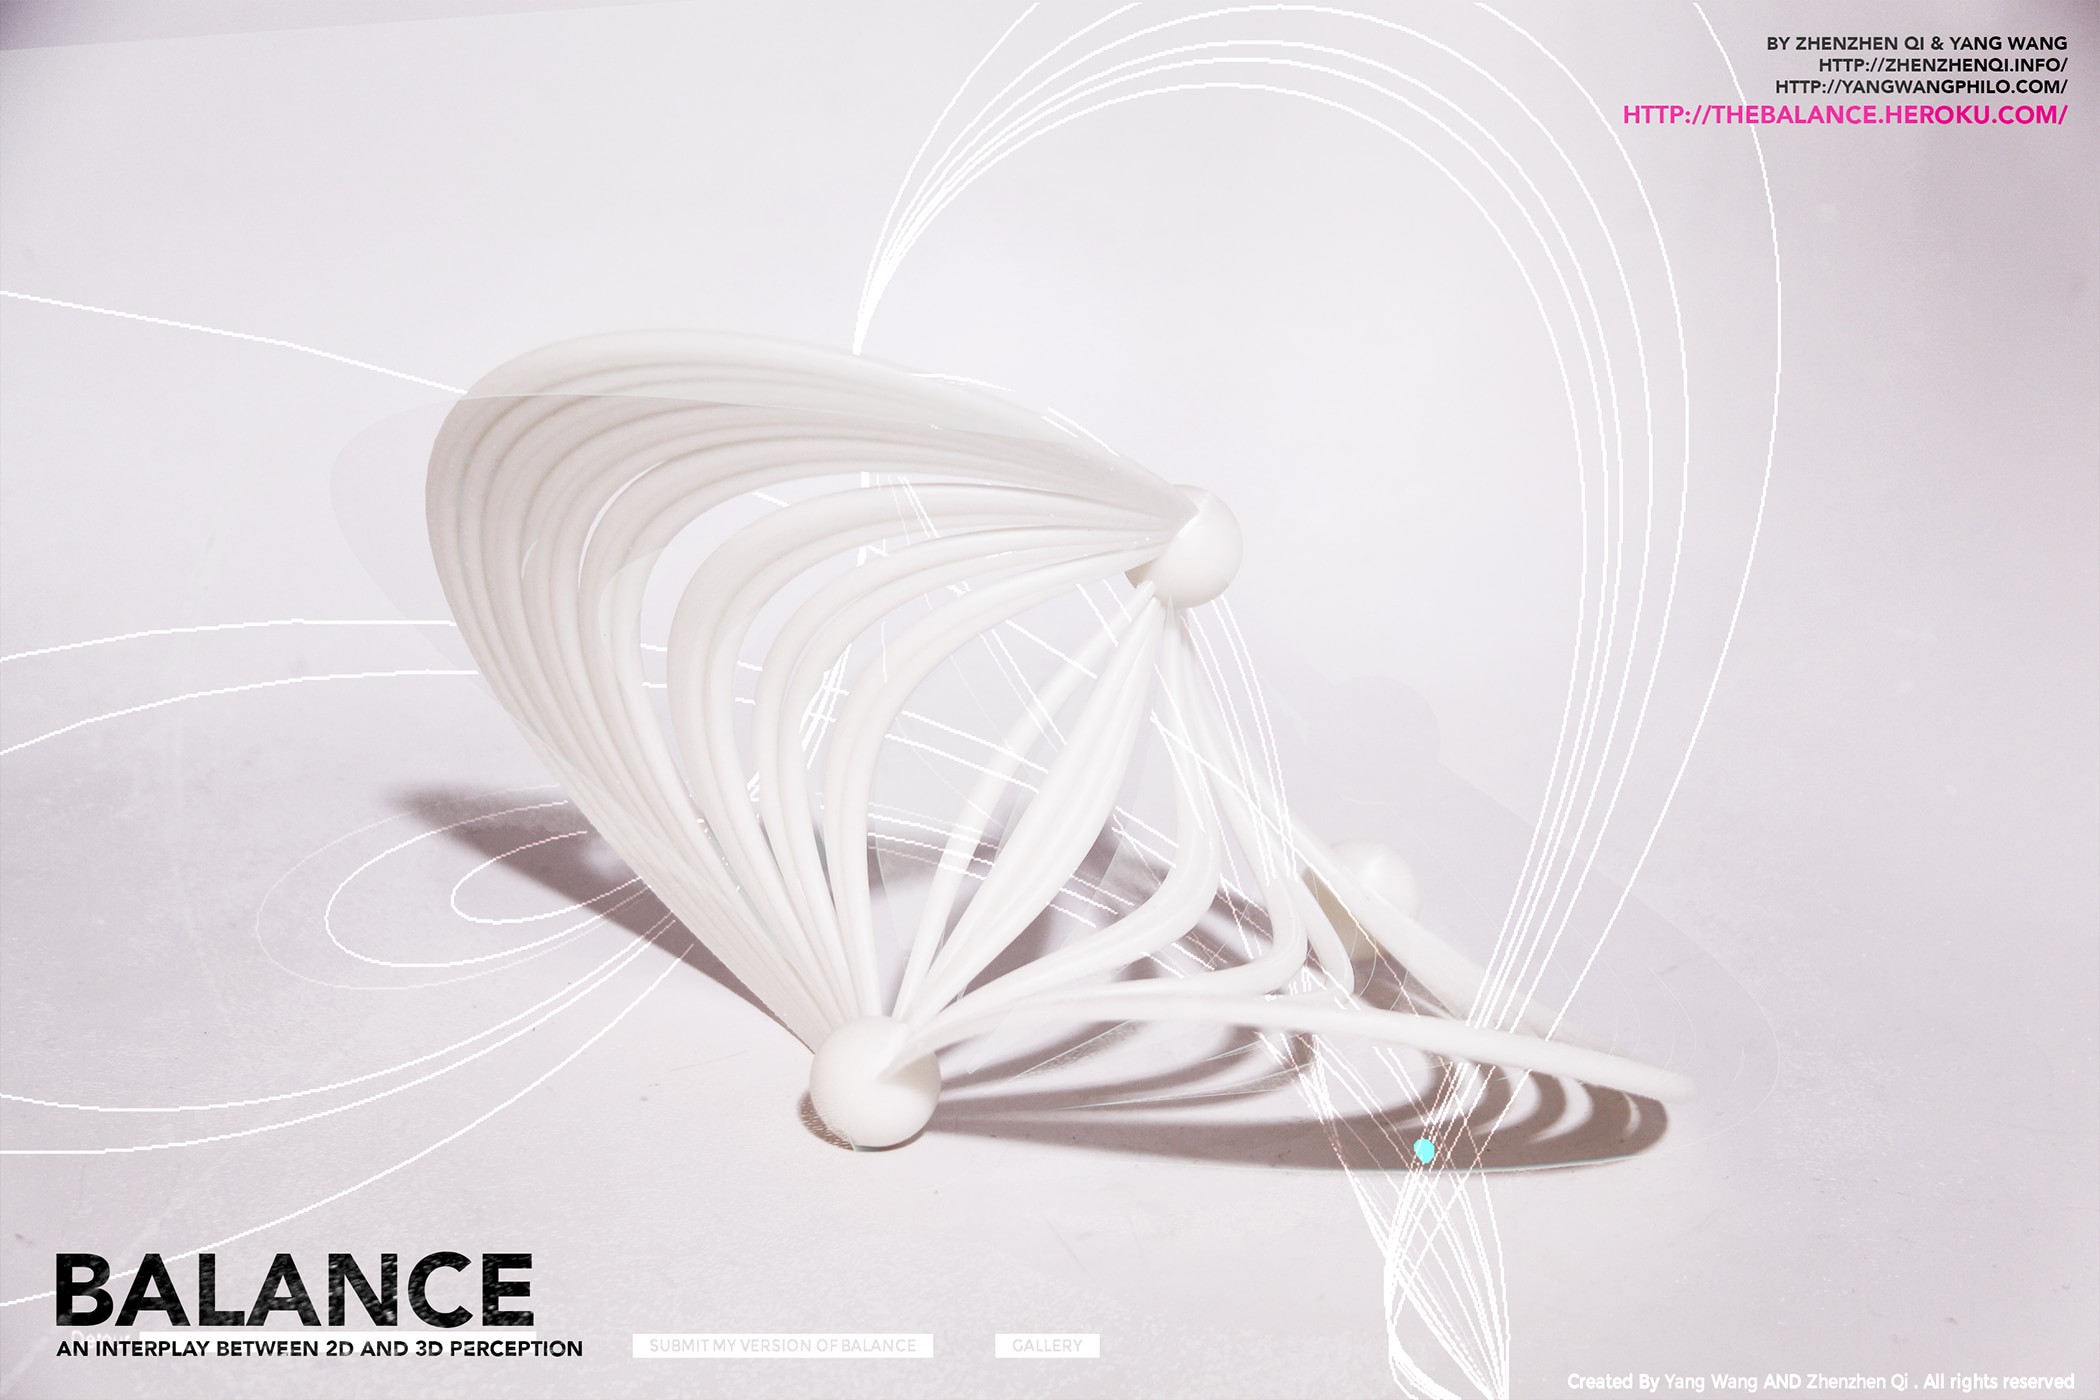 BY ZHENZHEN QI & YANG WANG
HTTP://ZHENZHENQI.INFO/
HTTP://YANGWANGPHILO.COM/
HTTP://THEBALANCE.HEROKU.COM/
BALANCE
AN INTERPLAY BETWEEN 2D AND 3D PERCEPTION
SUBMIT MY VERSION OF BALANCE
GALLERY
Created By Yang Wang AND Zhenzhen Qi . All rights reserved